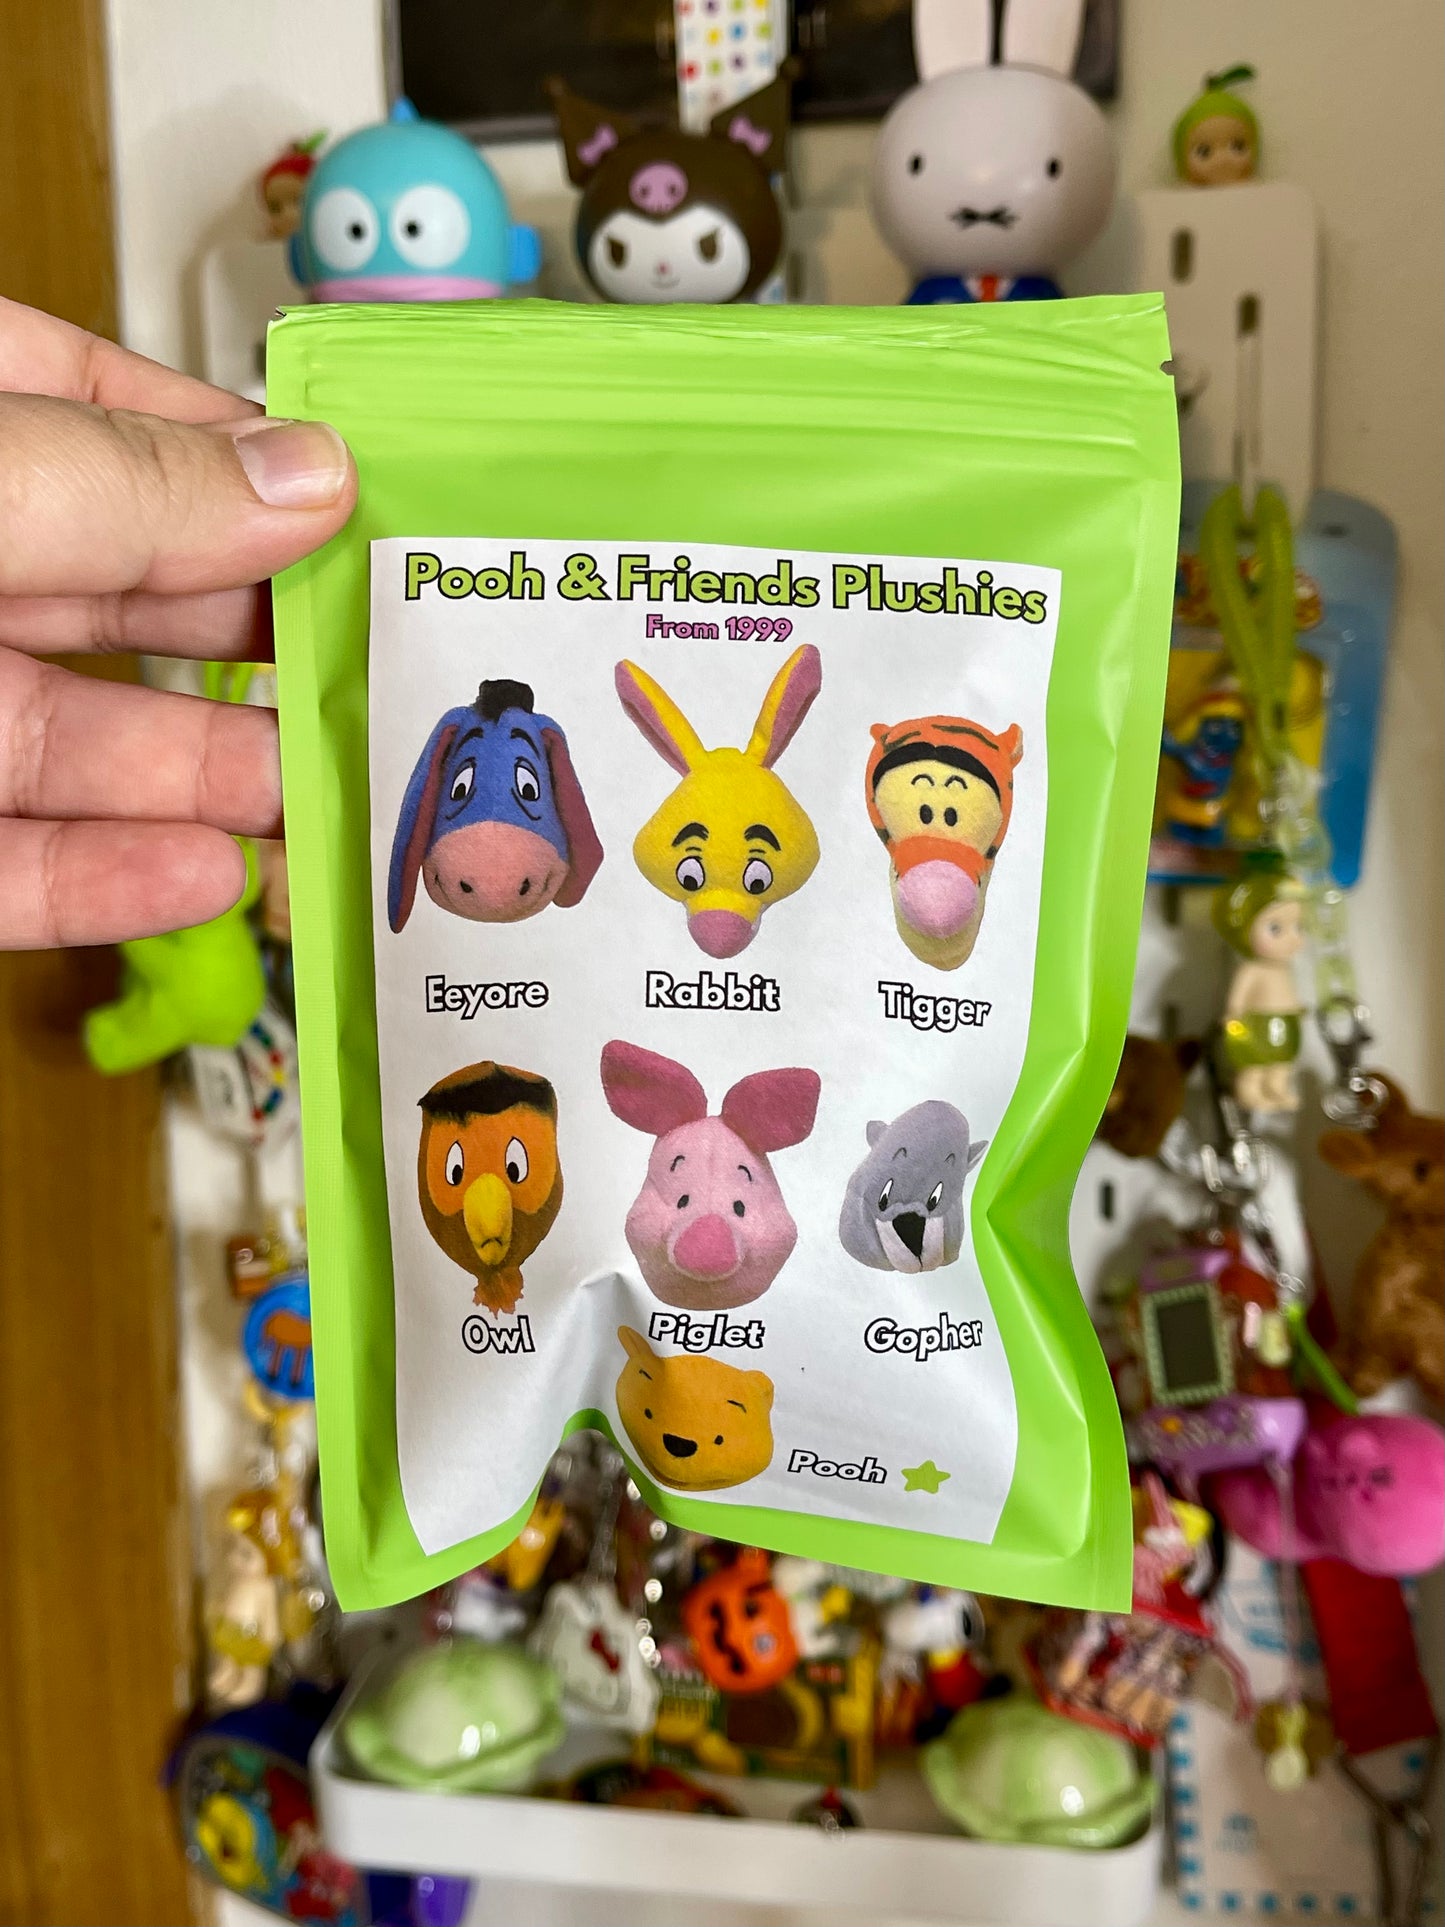 Pooh & Friends Plushies
From 1999
Eeyore Rabbit Tigger
Owl Piglet Gopher
Pooh